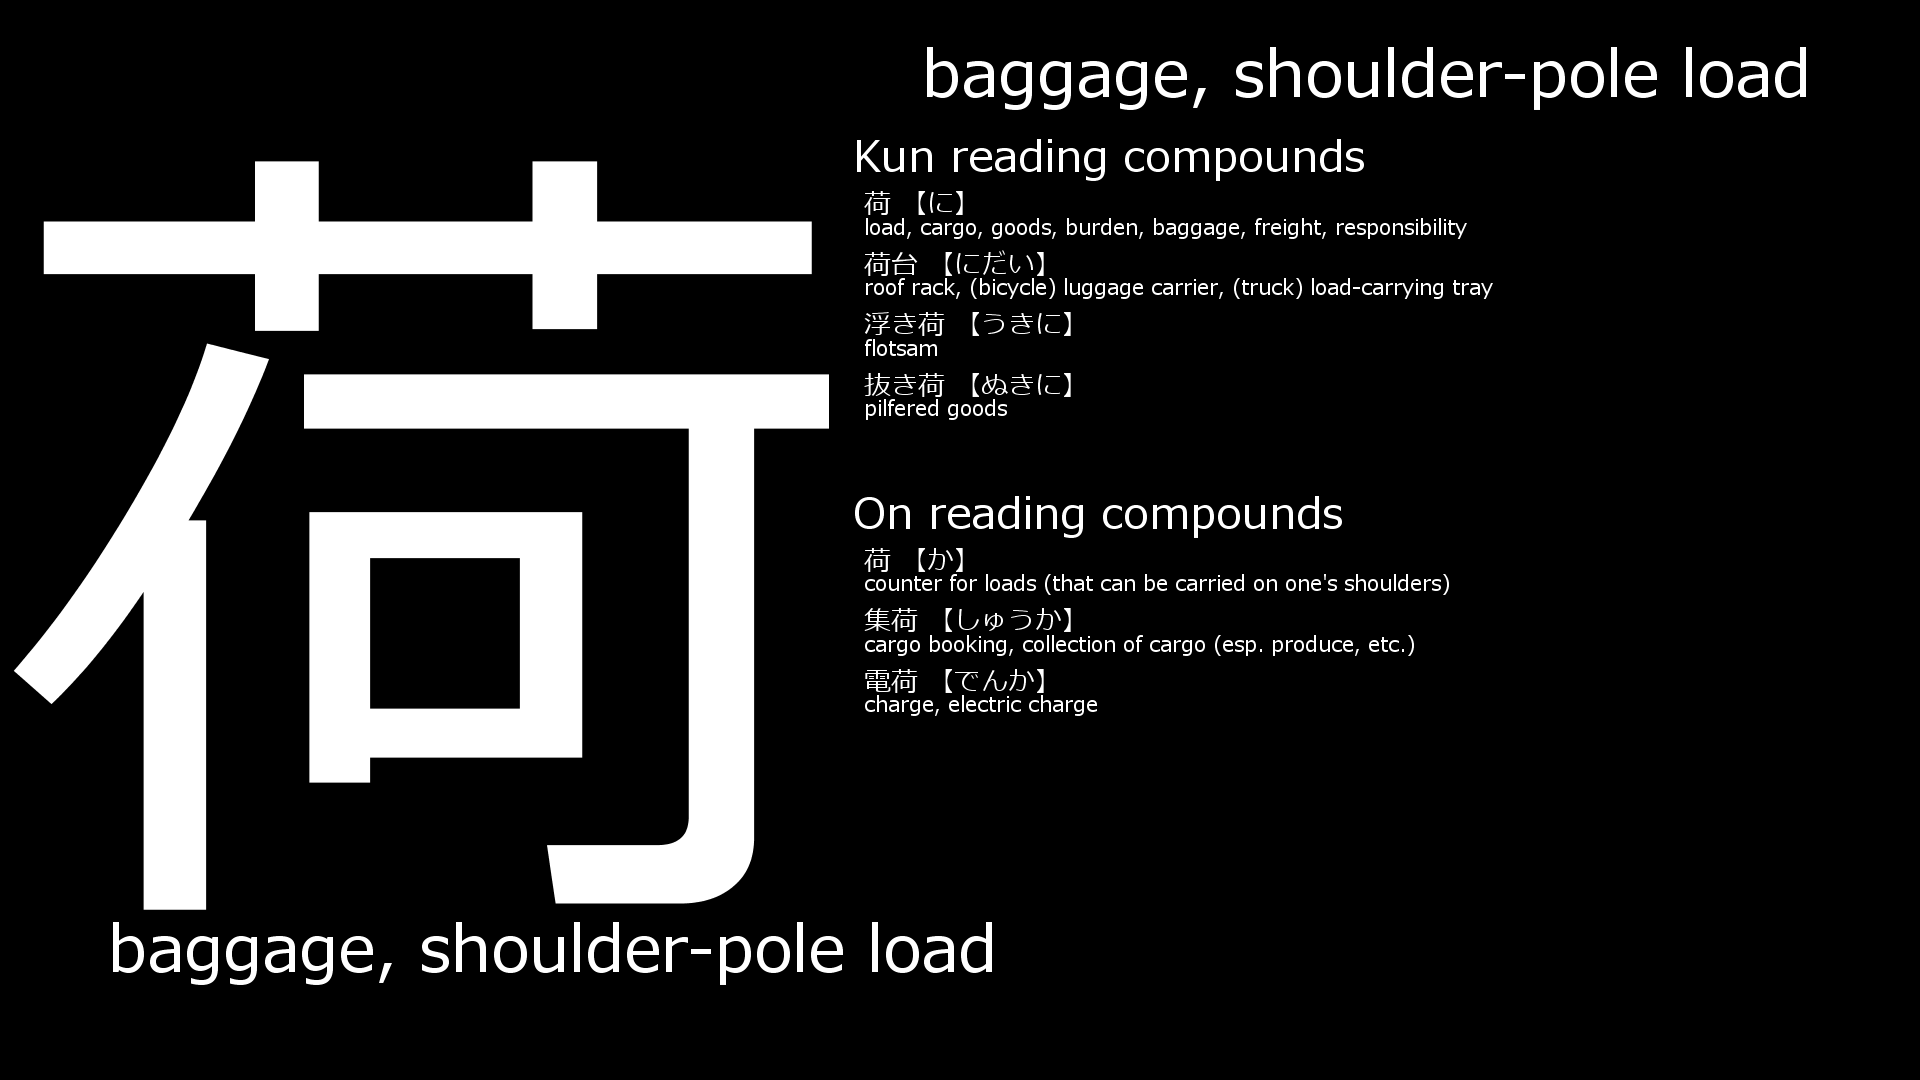 荷
baggage, shoulder-pole load
baggage, shoulder-pole load
Kun reading compounds
荷 【に】
load, cargo, goods, burden, baggage, freight, responsibility
荷台 【にだい】
roof rack, (bicycle) luggage carrier, (truck) load-carrying tray
浮き荷 【うきに】
flotsam
抜き荷 【ぬきに】
pilfered goods
On reading compounds
荷 【か】
counter for loads (that can be carried on one's shoulders)
集荷 【しゅうか】
cargo booking, collection of cargo (esp. produce, etc.)
電荷 【でんか】
charge, electric charge